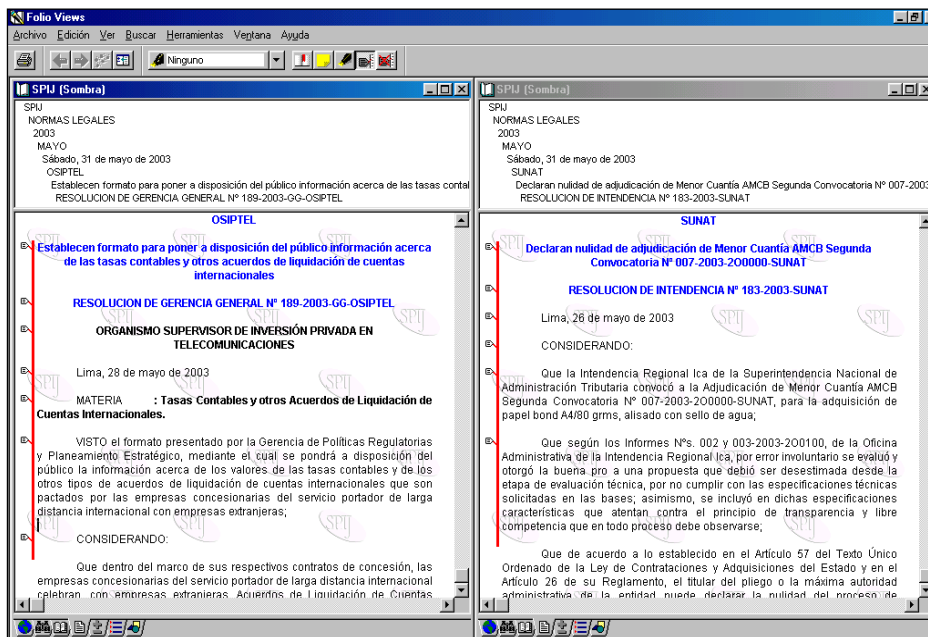 Folio Views
Archivo Edición Ver Buscar Herramientas Ventana Ayuda
Ninguno
SPIJ (Sombra)
SPIJ
NORMAS LEGALES
2003
MAYO
Sábado, 31 de mayo de 2003
OSIPTEL
Establecen formato para poner a disposición del público información acerca de las tasas contal
RESOLUCION DE GERENCIA GENERAL Nº 189-2003-GG-OSIPTEL
OSIPTEL
Establecen formato para poner a disposición del público información acerca
de las tasas contables y otros acuerdos de liquidación de cuentas
internacionales
RESOLUCION DE GERENCIA GENERAL Nº 189-2003-GG-OSIPTEL
ORGANISMO SUPERVISOR DE INVERSIÓN PRIVADA EN
TELECOMUNICACIONES
Lima, 28 de mayo de 2003
MATERIA : Tasas Contables y otros Acuerdos de Liquidación de
Cuentas Internacionales.
VISTO el formato presentado por la Gerencia de Políticas Regulatorias
y Planeamiento Estratégico, mediante el cual se pondrá a disposición del
público la información acerca de los valores de las tasas contables y de los
otros tipos de acuerdos de liquidación de cuentas internacionales que son
pactados por las empresas concesionarias del servicio portador de larga
distancia internacional con empresas extranjeras;
CONSIDERANDO:
Que dentro del marco de sus respectivos contratos de concesión, las
empresas concesionarias del servicio portador de larga distancia internacional
celebran, con empresas extranjeras, Acuerdos de Liquidación de Cuentas
SPIJ (Sombra)
SPIJ
NORMAS LEGALES
2003
MAYO
Sábado, 31 de mayo de 2003
SUNAT
Declaran nulidad de adjudicación de Menor Cuantía AMCB Segunda Convocatoria Nº 007-2003
RESOLUCION DE INTENDENCIA Nº 183-2003-SUNAT
SUNAT
Declaran nulidad de adjudicación de Menor Cuantía AMCB Segunda
Convocatoria Nº 007-2003-2O0000-SUNAT
RESOLUCION DE INTENDENCIA Nº 183-2003-SUNAT
Lima, 26 de mayo de 2003
CONSIDERANDO:
Que la Intendencia Regional Ica de la Superintendencia Nacional de
Administración Tributaria convocó a la Adjudicación de Menor Cuantía AMCB
Segunda Convocatoria Nº 007-2003-2O0000-SUNAT, para la adquisición de
papel bond A4/80 grms, alisado con sello de agua;
Que según los Informes Nºs. 002 y 003-2003-2O0100, de la Oficina
Administrativa de la Intendencia Regional Ica, por error involuntario se evaluó y
otorgó la buena pro a una propuesta que debió ser desestimada desde la
etapa de evaluación técnica, por no cumplir con las especificaciones técnicas
solicitadas en las bases; asimismo, se incluyó en dichas especificaciones
características que atentan contra el principio de transparencia y libre
competencia que en todo proceso debe observarse;
Que de acuerdo a lo establecido en el Artículo 57 del Texto Único
Ordenado de la Ley de Contrataciones y Adquisiciones del Estado y en el
Artículo 26 de su Reglamento, el titular del pliego o la máxima autoridad
administrativa de la entidad puede declarar la nulidad del proceso de